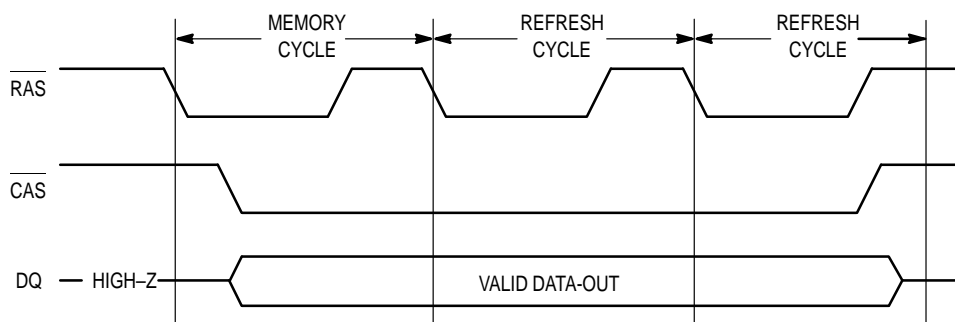 MEMORY
CYCLE
REFRESH
CYCLE
REFRESH
CYCLE
RAS
CAS
DQ
HIGH–Z
VALID DATA-OUT